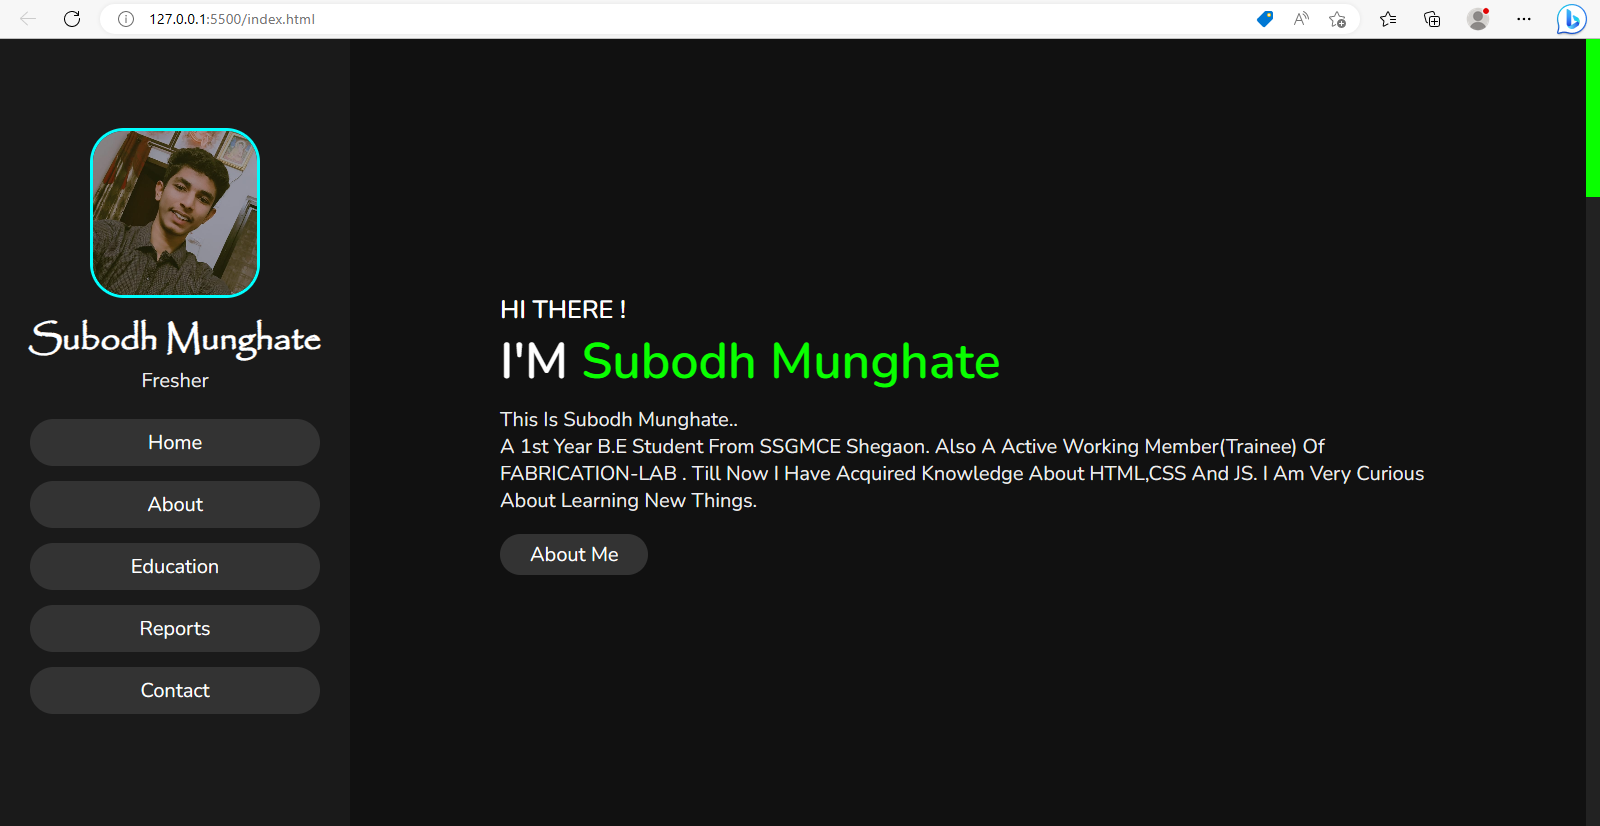 127.0.0.1:5500/index.html
Subodh Munghate
Fresher
Home
About
Education
Reports
Contact
HI THERE !
I'M Subodh Munghate
This Is Subodh Munghate..
A 1st Year B.E Student From SSGMCE Shegaon. Also A Active Working Member(Trainee) Of
FABRICATION-LAB . Till Now I Have Acquired Knowledge About HTML,CSS And JS. I Am Very Curious
About Learning New Things.
About Me